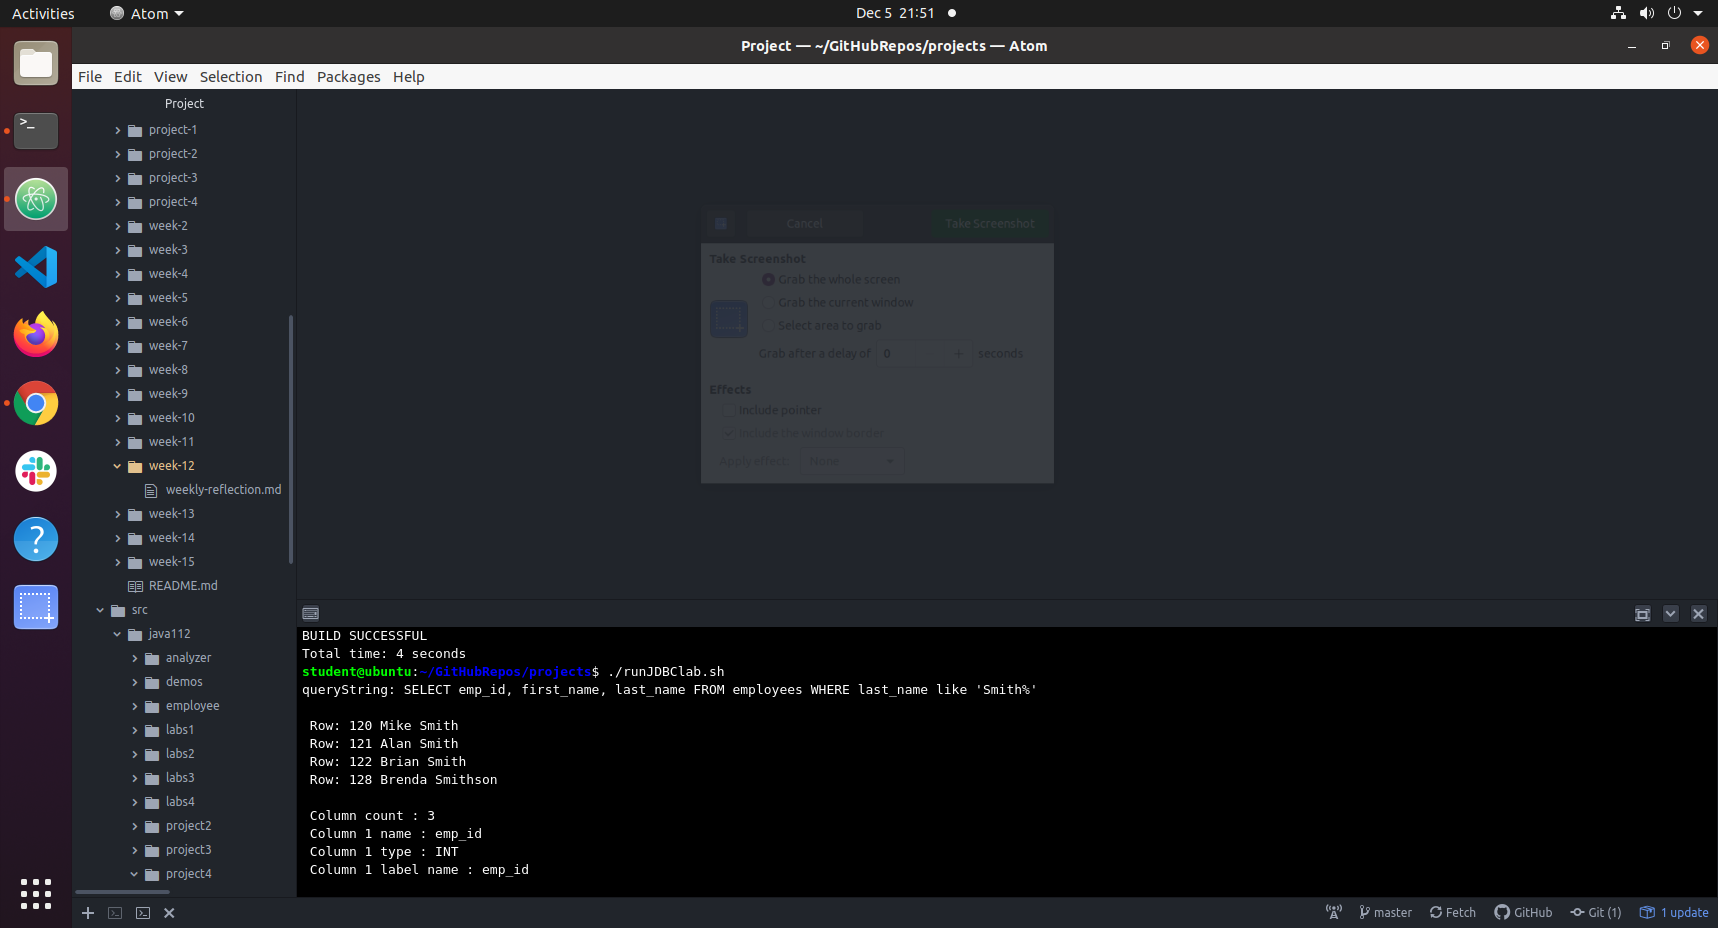 Activities
Atom
Dec 5 21:51
Project — ~/GitHubRepos/projects — Atom
File Edit View Selection Find Packages Help
Project
project-1
project-2
project-3
project-4
week-2
week-3
week-4
week-5
week-6
week-7
week-8
week-9
week-10
week-11
week-12
weekly-reflection.md
week-13
week-14
week-15
README.md
src
java112
analyzer
demos
employee
labs1
labs2
labs3
labs4
project2
project3
project4
Cancel
Take Screenshot
Take Screenshot
Grab the whole screen
Grab the current window
Select area to grab
Grab after a delay of 0 + seconds
Effects
Include pointer
Include the window border
Apply effect: None
BUILD SUCCESSFUL
Total time: 4 seconds
student@ubuntu:~/GitHubRepos/projects$ ./runJDBClab.sh
queryString: SELECT emp_id, first_name, last_name FROM employees WHERE last_name like 'Smith%'
Row: 120 Mike Smith
Row: 121 Alan Smith
Row: 122 Brian Smith
Row: 128 Brenda Smithson
Column count : 3
Column 1 name : emp_id
Column 1 type : INT
Column 1 label name : emp_id
master Fetch GitHub Git (1) 1 update